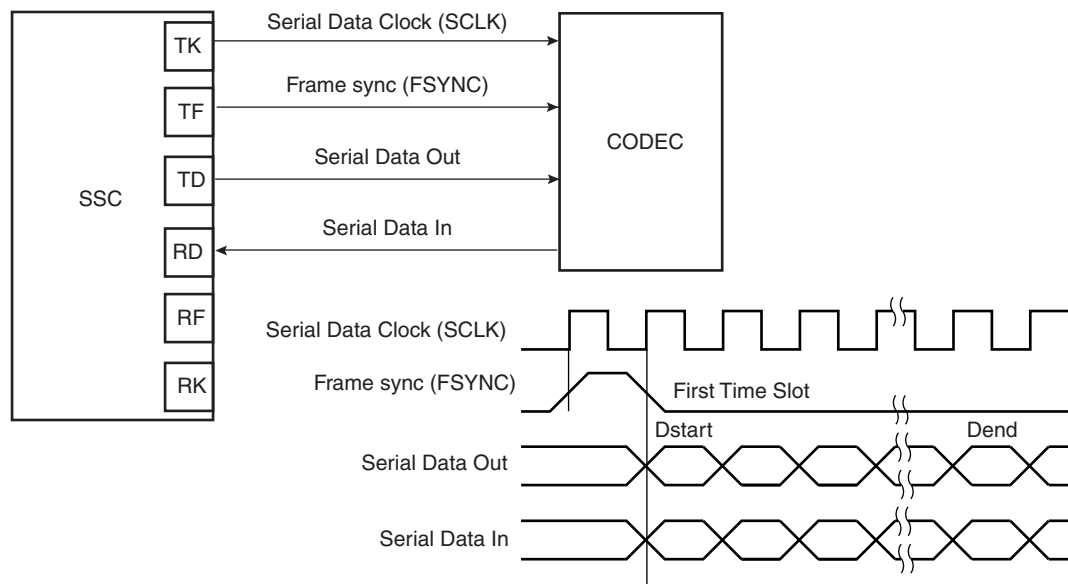 SSC
TK
TF
TD
RD
RF
RK
Serial Data Clock (SCLK)
Frame sync (FSYNC)
Serial Data Out
Serial Data In
CODEC
Serial Data Clock (SCLK)
Frame sync (FSYNC)
First Time Slot
Dstart
Dend
Serial Data Out
Serial Data In